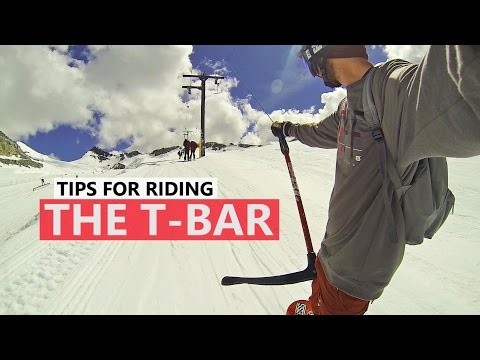 TIPS FOR RIDING
THE T-BAR